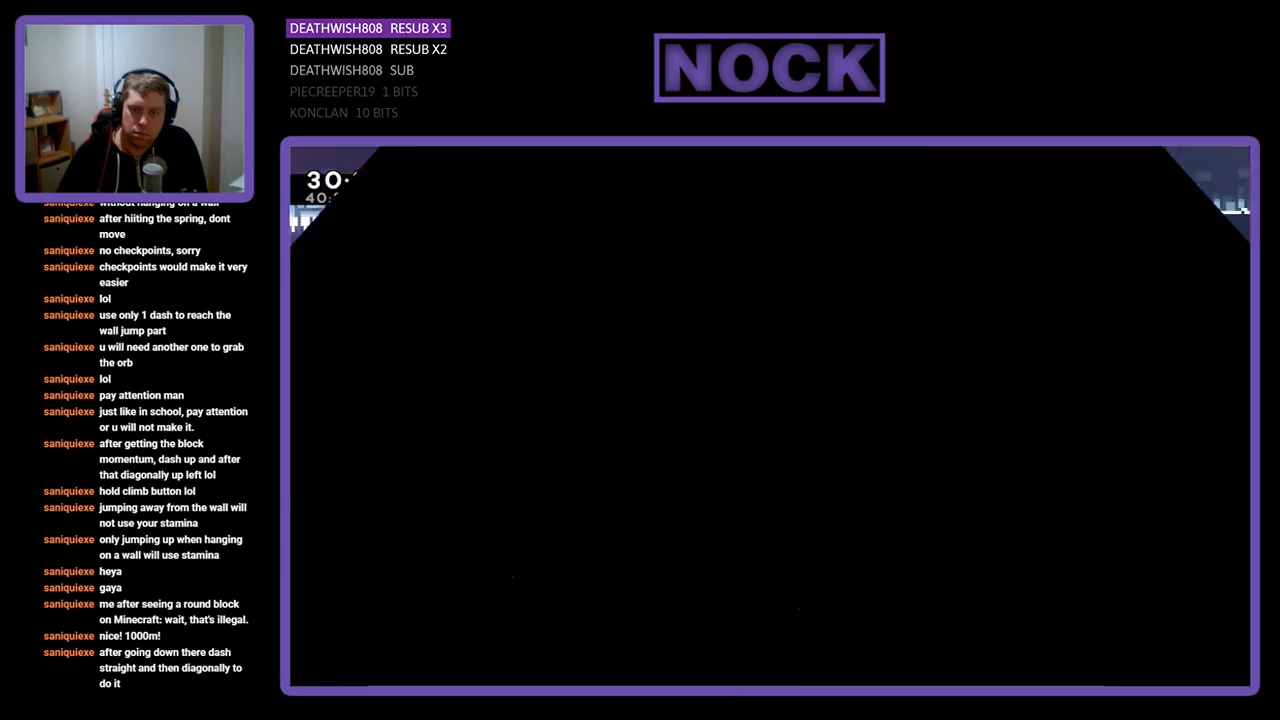 DEATHWISH808 RESUB X3
DEATHWISH808 RESUB X2
DEATHWISH808 SUB
PIECREEPER19 1 BITS
KONCLAN 10 BITS
NOCK
30
40
without hanging on a wall
saniquiexe after hiiting the spring, dont
move
saniquiexe no checkpoints, sorry
saniquiexe checkpoints would make it very
easier
saniquiexe lol
saniquiexe use only 1 dash to reach the
wall jump part
saniquiexe u will need another one to grab
the orb
saniquiexe lol
saniquiexe pay attention man
saniquiexe just like in school, pay attention
or u will not make it.
saniquiexe after getting the block
momentum, dash up and after
that diagonally up left lol
saniquiexe hold climb button lol
saniquiexe jumping away from the wall will
not use your stamina
saniquiexe only jumping up when hanging
on a wall will use stamina
saniquiexe heya
saniquiexe gaya
saniquiexe me after seeing a round block
on Minecraft: wait, that's illegal.
saniquiexe nice! 1000m!
saniquiexe after going down there dash
straight and then diagonally to
do it